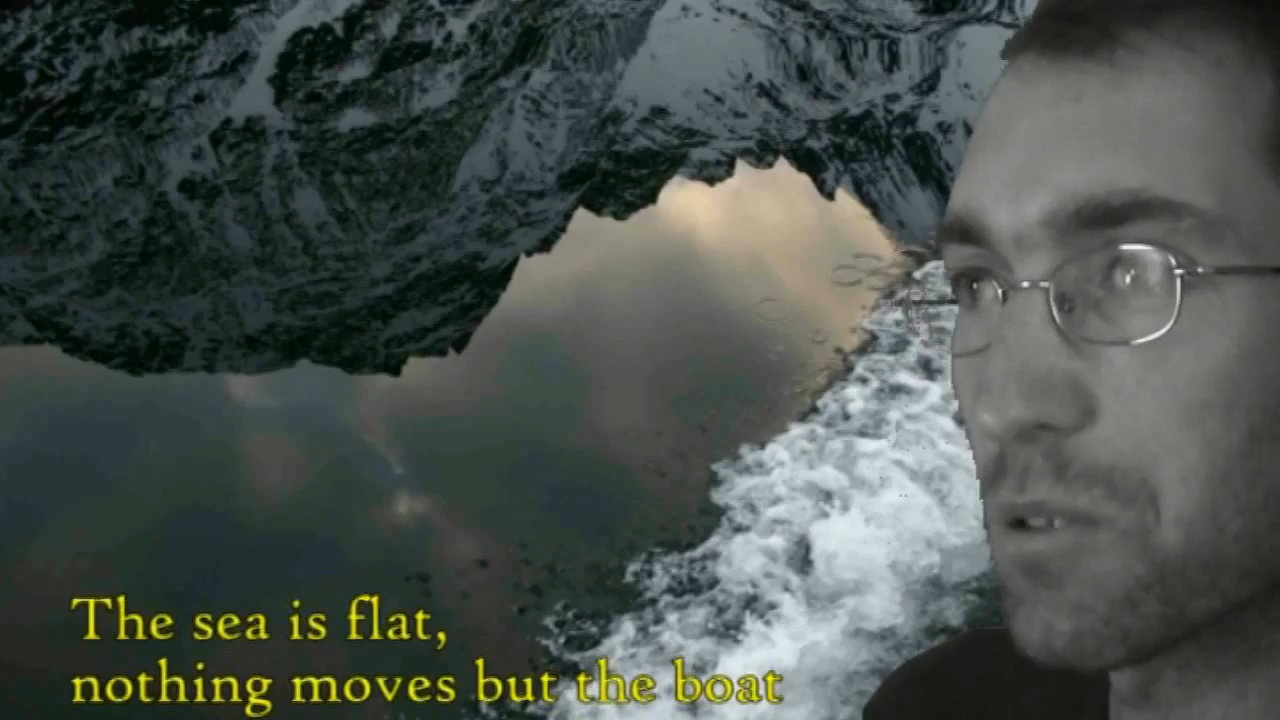 The sea is flat,
nothing moves but the boat